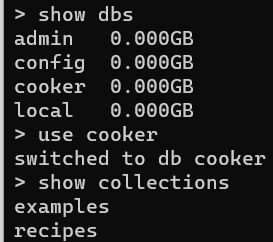 > show dbs
admin   0.000GB
config  0.000GB
cooker  0.000GB
local   0.000GB
> use cooker
switched to db cooker
> show collections
examples
recipes